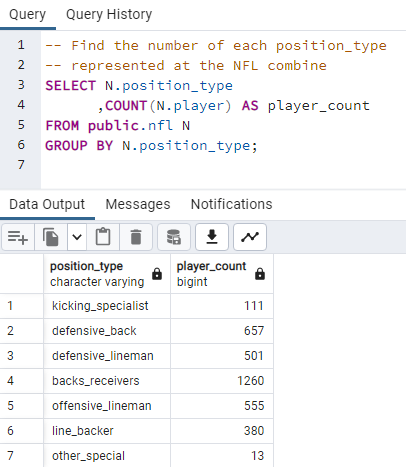 Query Query History
1 -- Find the number of each position_type
2 -- represented at the NFL combine
3 SELECT N.position_type
4 ,COUNT(N.player) AS player_count
5 FROM public.nfl N
6 GROUP BY N.position_type;
7
Data Output Messages Notifications
position_type player_count
character varying bigint
1 kicking_specialist 111
2 defensive_back 657
3 defensive_lineman 501
4 backs_receivers 1260
5 offensive_lineman 555
6 line_backer 380
7 other_special 13